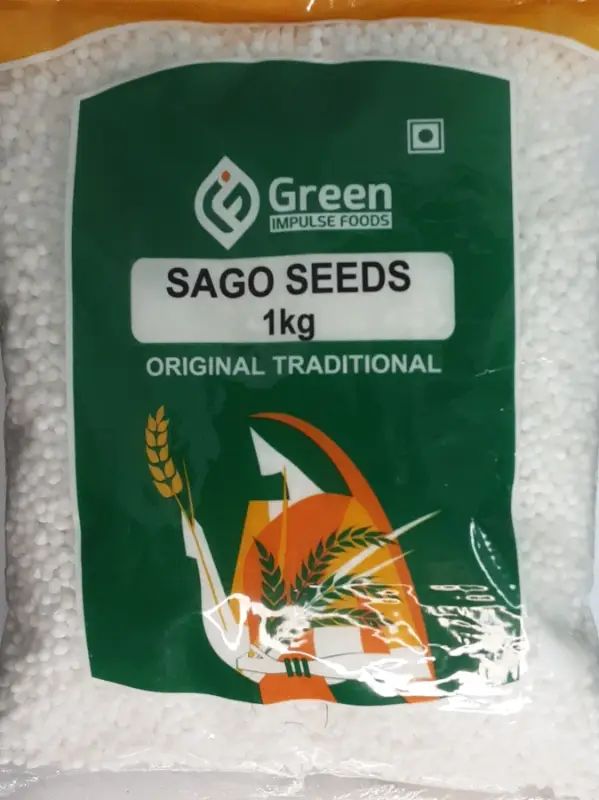 Green
IMPULSE FOODS
SAGO SEEDS
1kg
ORIGINAL TRADITIONAL